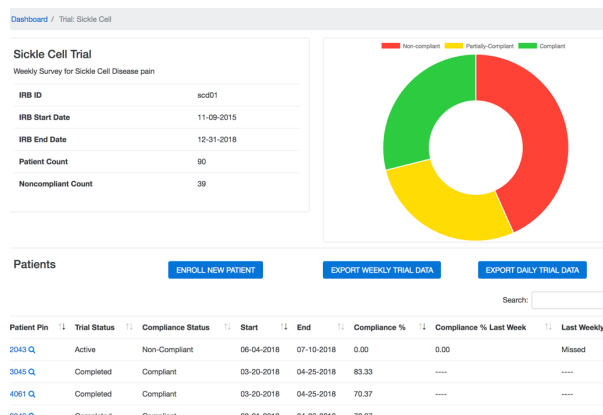 Dashboard / Trial: Sickle Cell
Sickle Cell Trial
Weekly Survey for Sickle Cell Disease pain
IRB ID scd01
IRB Start Date 11-09-2015
IRB End Date 12-31-2018
Patient Count 90
Noncompliant Count 39
Non-compliant Partially-Compliant Compliant
Patients
ENROLL NEW PATIENT EXPORT WEEKLY TRIAL DATA EXPORT DAILY TRIAL DATA
Search:
Patient Pin Trial Status Compliance Status Start End Compliance % Compliance % Last Week Last Weekly
2043 Active Non-Compliant 06-04-2018 07-10-2018 0.00 0.00 Missed
3045 Completed Compliant 03-20-2018 04-25-2018 83.33 ---- ----
4061 Completed Compliant 03-20-2018 04-25-2018 70.37 ---- ----
Completed Compliant